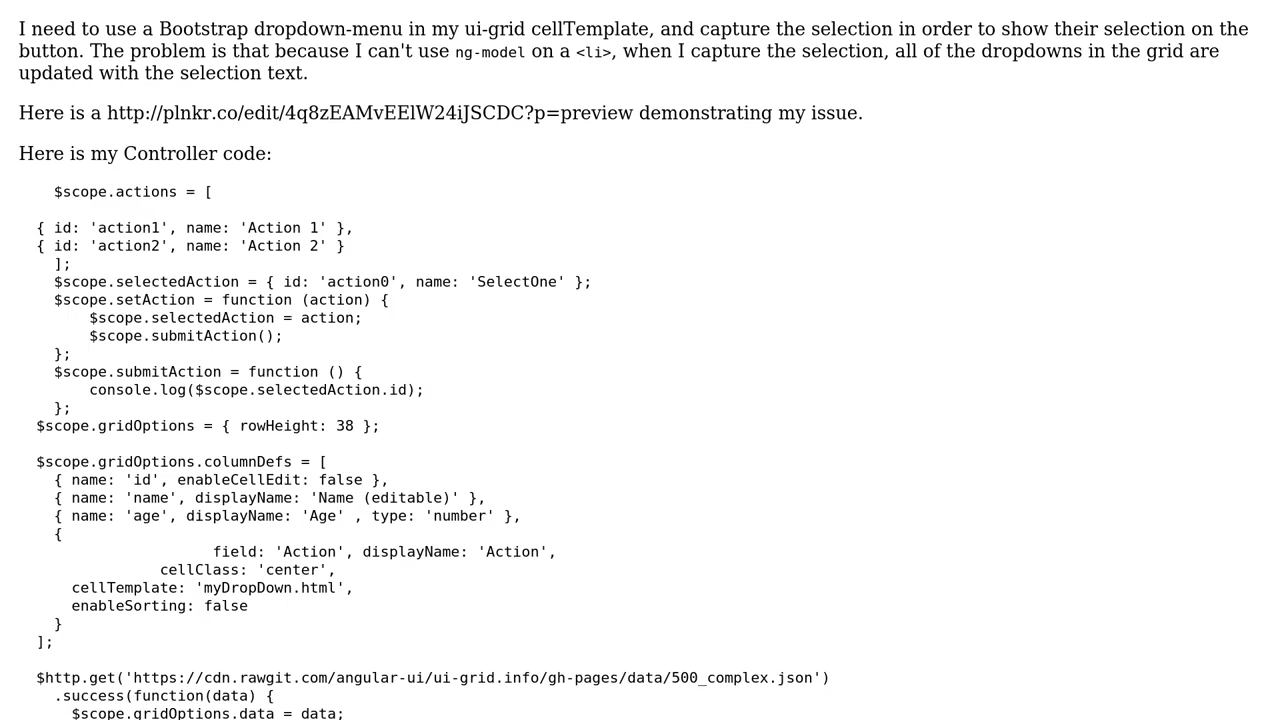 I need to use a Bootstrap dropdown-menu in my ui-grid cellTemplate, and capture the selection in order to show their selection on the
button. The problem is that because I can't use ng-model on a <li>, when I capture the selection, all of the dropdowns in the grid are
updated with the selection text.
Here is a http://plnkr.co/edit/4q8zEAMvEElW24iJSCDC?p=preview demonstrating my issue.
Here is my Controller code:
$scope.actions = [
{ id: 'action1', name: 'Action 1' },
{ id: 'action2', name: 'Action 2' }
];
$scope.selectedAction = { id: 'action0', name: 'SelectOne' };
$scope.setAction = function (action) {
$scope.selectedAction = action;
$scope.submitAction();
};
$scope.submitAction = function () {
console.log($scope.selectedAction.id);
};
$scope.gridOptions = { rowHeight: 38 };
$scope.gridOptions.columnDefs = [
{ name: 'id', enableCellEdit: false },
{ name: 'name', displayName: 'Name (editable)' },
{ name: 'age', displayName: 'Age' , type: 'number' },
{
field: 'Action', displayName: 'Action',
cellClass: 'center',
cellTemplate: 'myDropDown.html',
enableSorting: false
}
];
$http.get('https://cdn.rawgit.com/angular-ui/ui-grid.info/gh-pages/data/500_complex.json')
.success(function(data) {
$scope.gridOptions.data = data;